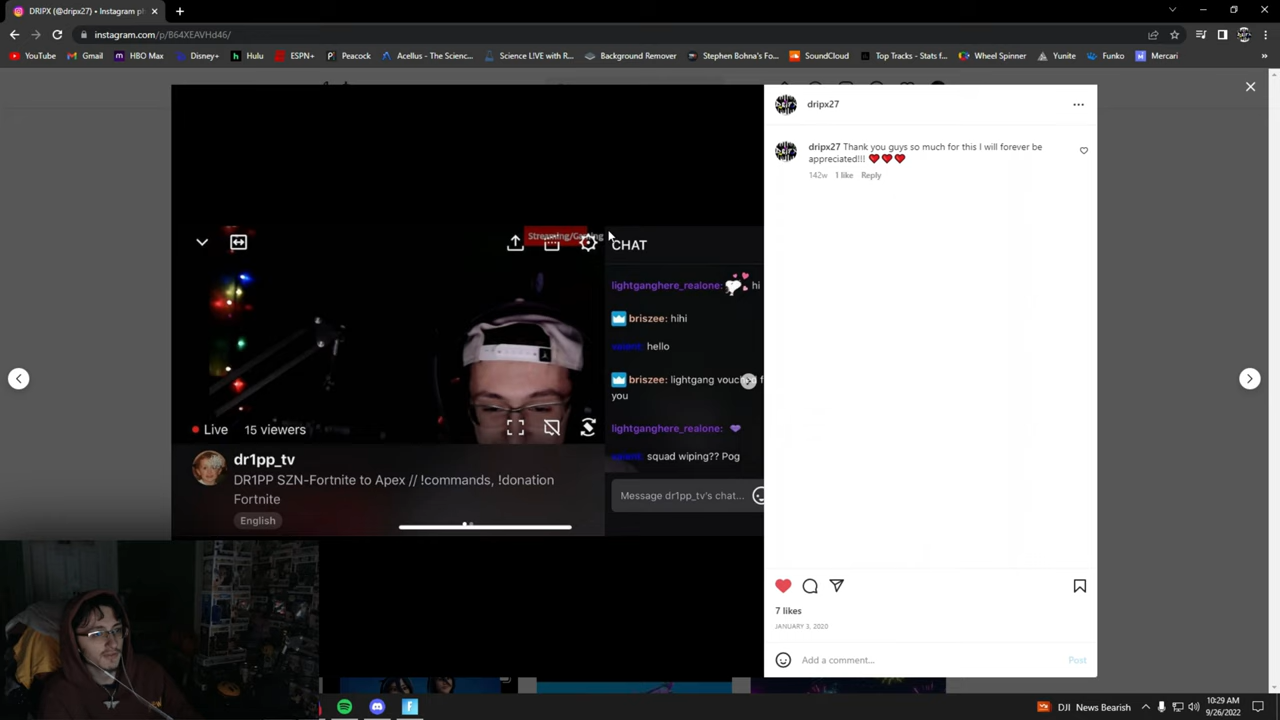 DRIPX (@dripx27) • Instagram ph
instagram.com/p/B64XEAVHd46/
YouTube
Gmail
HBO Max
Disney+
Hulu
ESPN+
Peacock
Acellus - The Scienc...
Science LIVE with R...
Background Remover
Stephen Bohna's Fo...
SoundCloud
Top Tracks - Stats f...
Wheel Spinner
Yunite
Funko
Mercari
dripx27
dripx27 Thank you guys so much for this I will forever be
appreciated!!! ❤️❤️❤️
142w 1 like Reply
Streaming/Gaming
CHAT
lightganghere_realone: hi
briszee: hihi
hello
briszee: lightgang
you
lightganghere_realone: 💜
squad wiping?? Pog
Live 15 viewers
dr1pp_tv
DR1PP SZN-Fortnite to Apex // !commands, !donation
Fortnite
English
Message dr1pp_tv's chat...
7 likes
JANUARY 3, 2020
Add a comment...
Post
DJI News Bearish
10:29 AM
9/26/2022